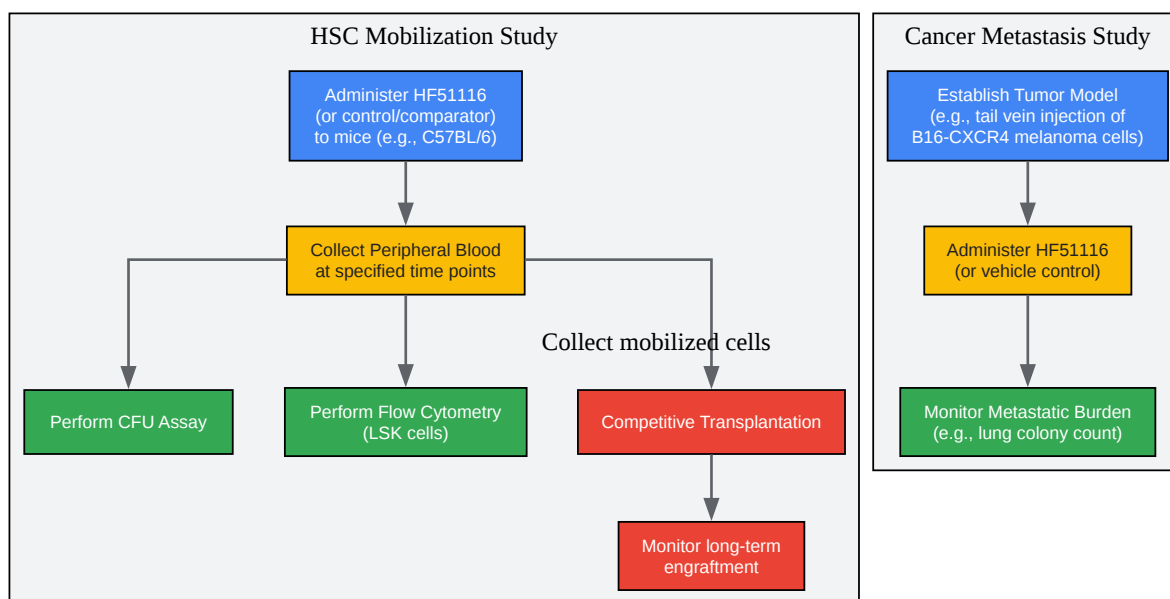 HSC Mobilization Study
Administer HF51116
(or control/comparator)
to mice (e.g., C57BL/6)
Collect Peripheral Blood
at specified time points
Collect mobilized cells
Perform CFU Assay
Perform Flow Cytometry
(LSK cells)
Competitive Transplantation
Monitor long-term
engraftment
Cancer Metastasis Study
Establish Tumor Model
(e.g., tail vein injection of
B16-CXCR4 melanoma cells)
Administer HF51116
(or vehicle control)
Monitor Metastatic Burden
(e.g., lung colony count)